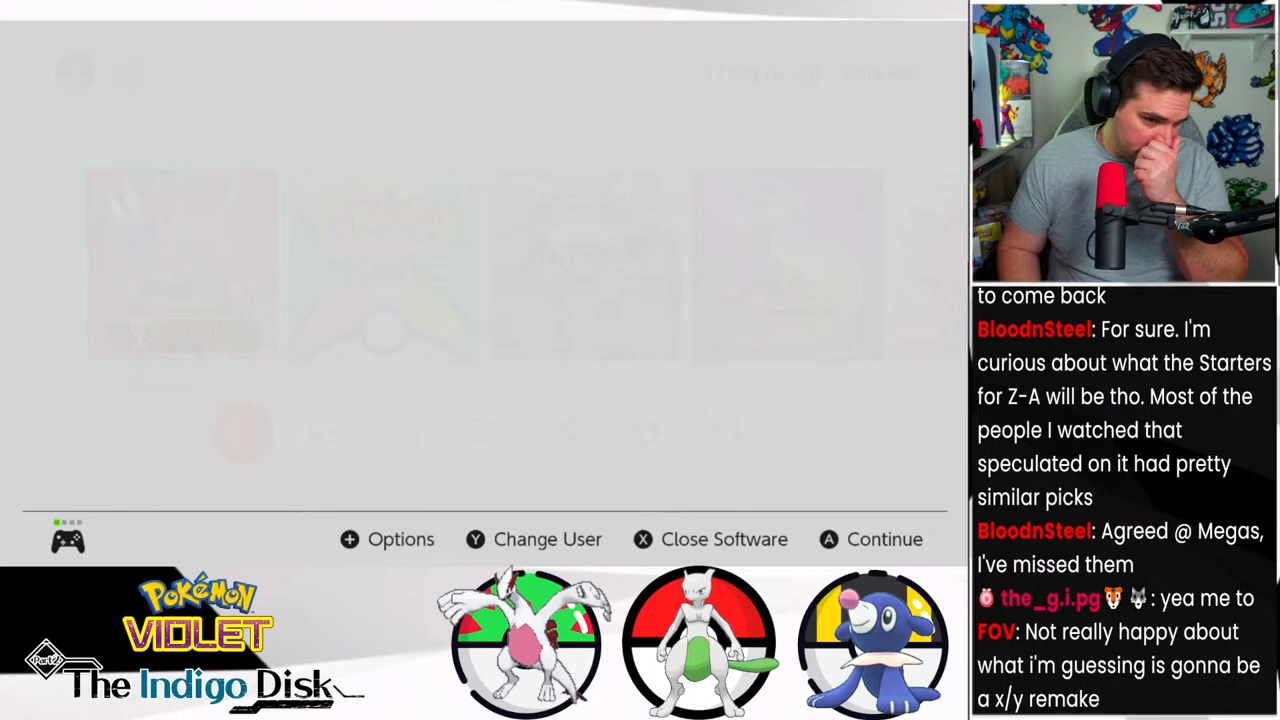 Options
Change User
Close Software
Continue
to come back
BloodnSteel: For sure. I'm
curious about what the Starters
for Z-A will be tho. Most of the
people I watched that
speculated on it had pretty
similar picks
BloodnSteel: Agreed @ Megas,
I've missed them
the_g.i.pg: yea me to
FOV: Not really happy about
what i'm guessing is gonna be
a x/y remake
POKéMON
VIOLET
Part2
The Indigo Disk